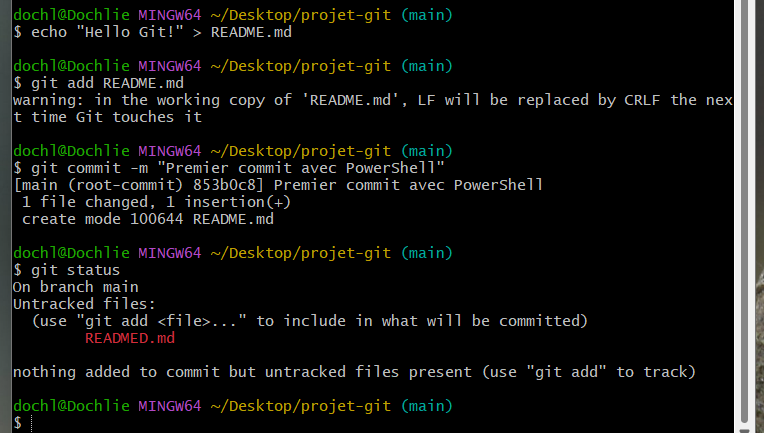 dochl@Dochlie MINGW64 ~/Desktop/projet-git (main)
$ echo "Hello Git!" > README.md
dochl@Dochlie MINGW64 ~/Desktop/projet-git (main)
$ git add README.md
warning: in the working copy of 'README.md', LF will be replaced by CRLF the nex
t time Git touches it
dochl@Dochlie MINGW64 ~/Desktop/projet-git (main)
$ git commit -m "Premier commit avec PowerShell"
[main (root-commit) 853b0c8] Premier commit avec PowerShell
 1 file changed, 1 insertion(+)
 create mode 100644 README.md
dochl@Dochlie MINGW64 ~/Desktop/projet-git (main)
$ git status
On branch main
Untracked files:
  (use "git add <file>..." to include in what will be committed)
        READMED.md
nothing added to commit but untracked files present (use "git add" to track)
dochl@Dochlie MINGW64 ~/Desktop/projet-git (main)
$